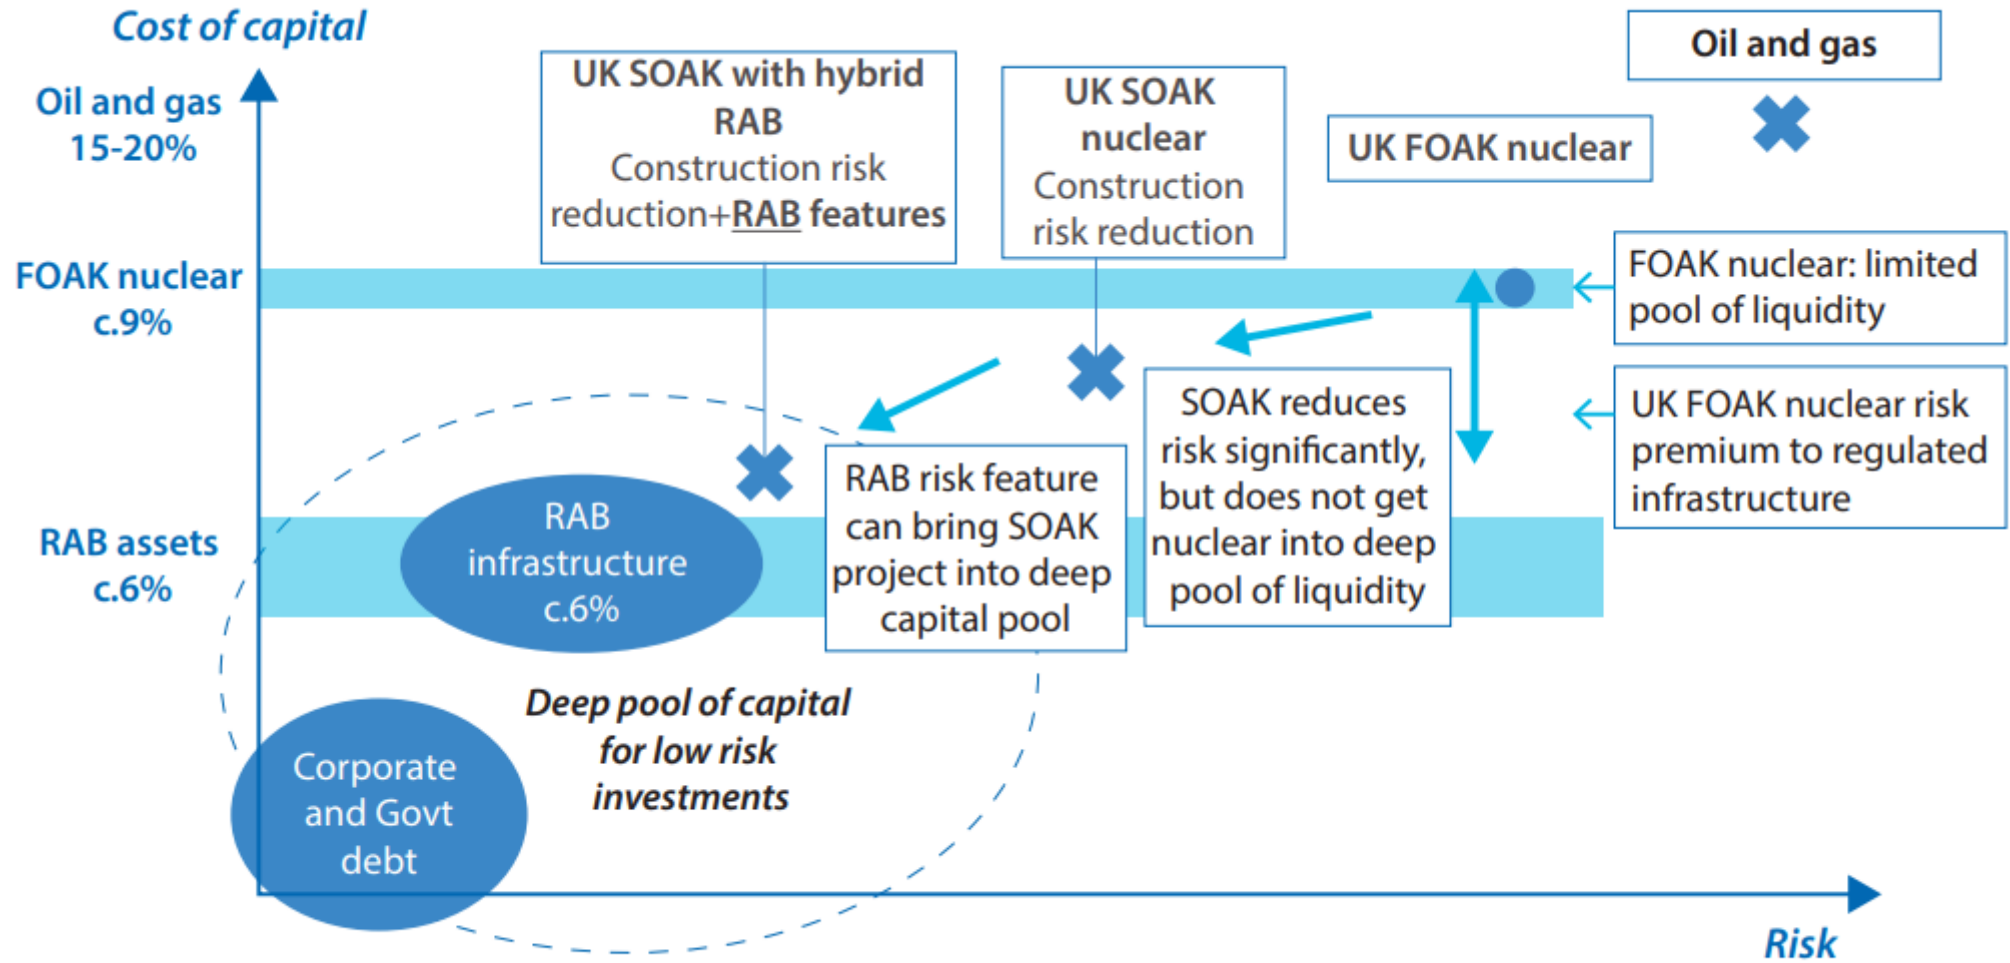 Cost of capital
Oil and gas
15-20%
FOAK nuclear
c.9%
RAB assets
c.6%
UK SOAK with hybrid
RAB
Construction risk
reduction+RAB features
UK SOAK
nuclear
Construction
risk reduction
UK FOAK nuclear
Oil and gas
FOAK nuclear: limited
pool of liquidity
UK FOAK nuclear risk
premium to regulated
infrastructure
SOAK reduces
risk significantly,
but does not get
nuclear into deep
pool of liquidity
RAB risk feature
can bring SOAK
project into deep
capital pool
RAB
infrastructure
c.6%
Deep pool of capital
for low risk
investments
Corporate
and Govt
debt
Risk